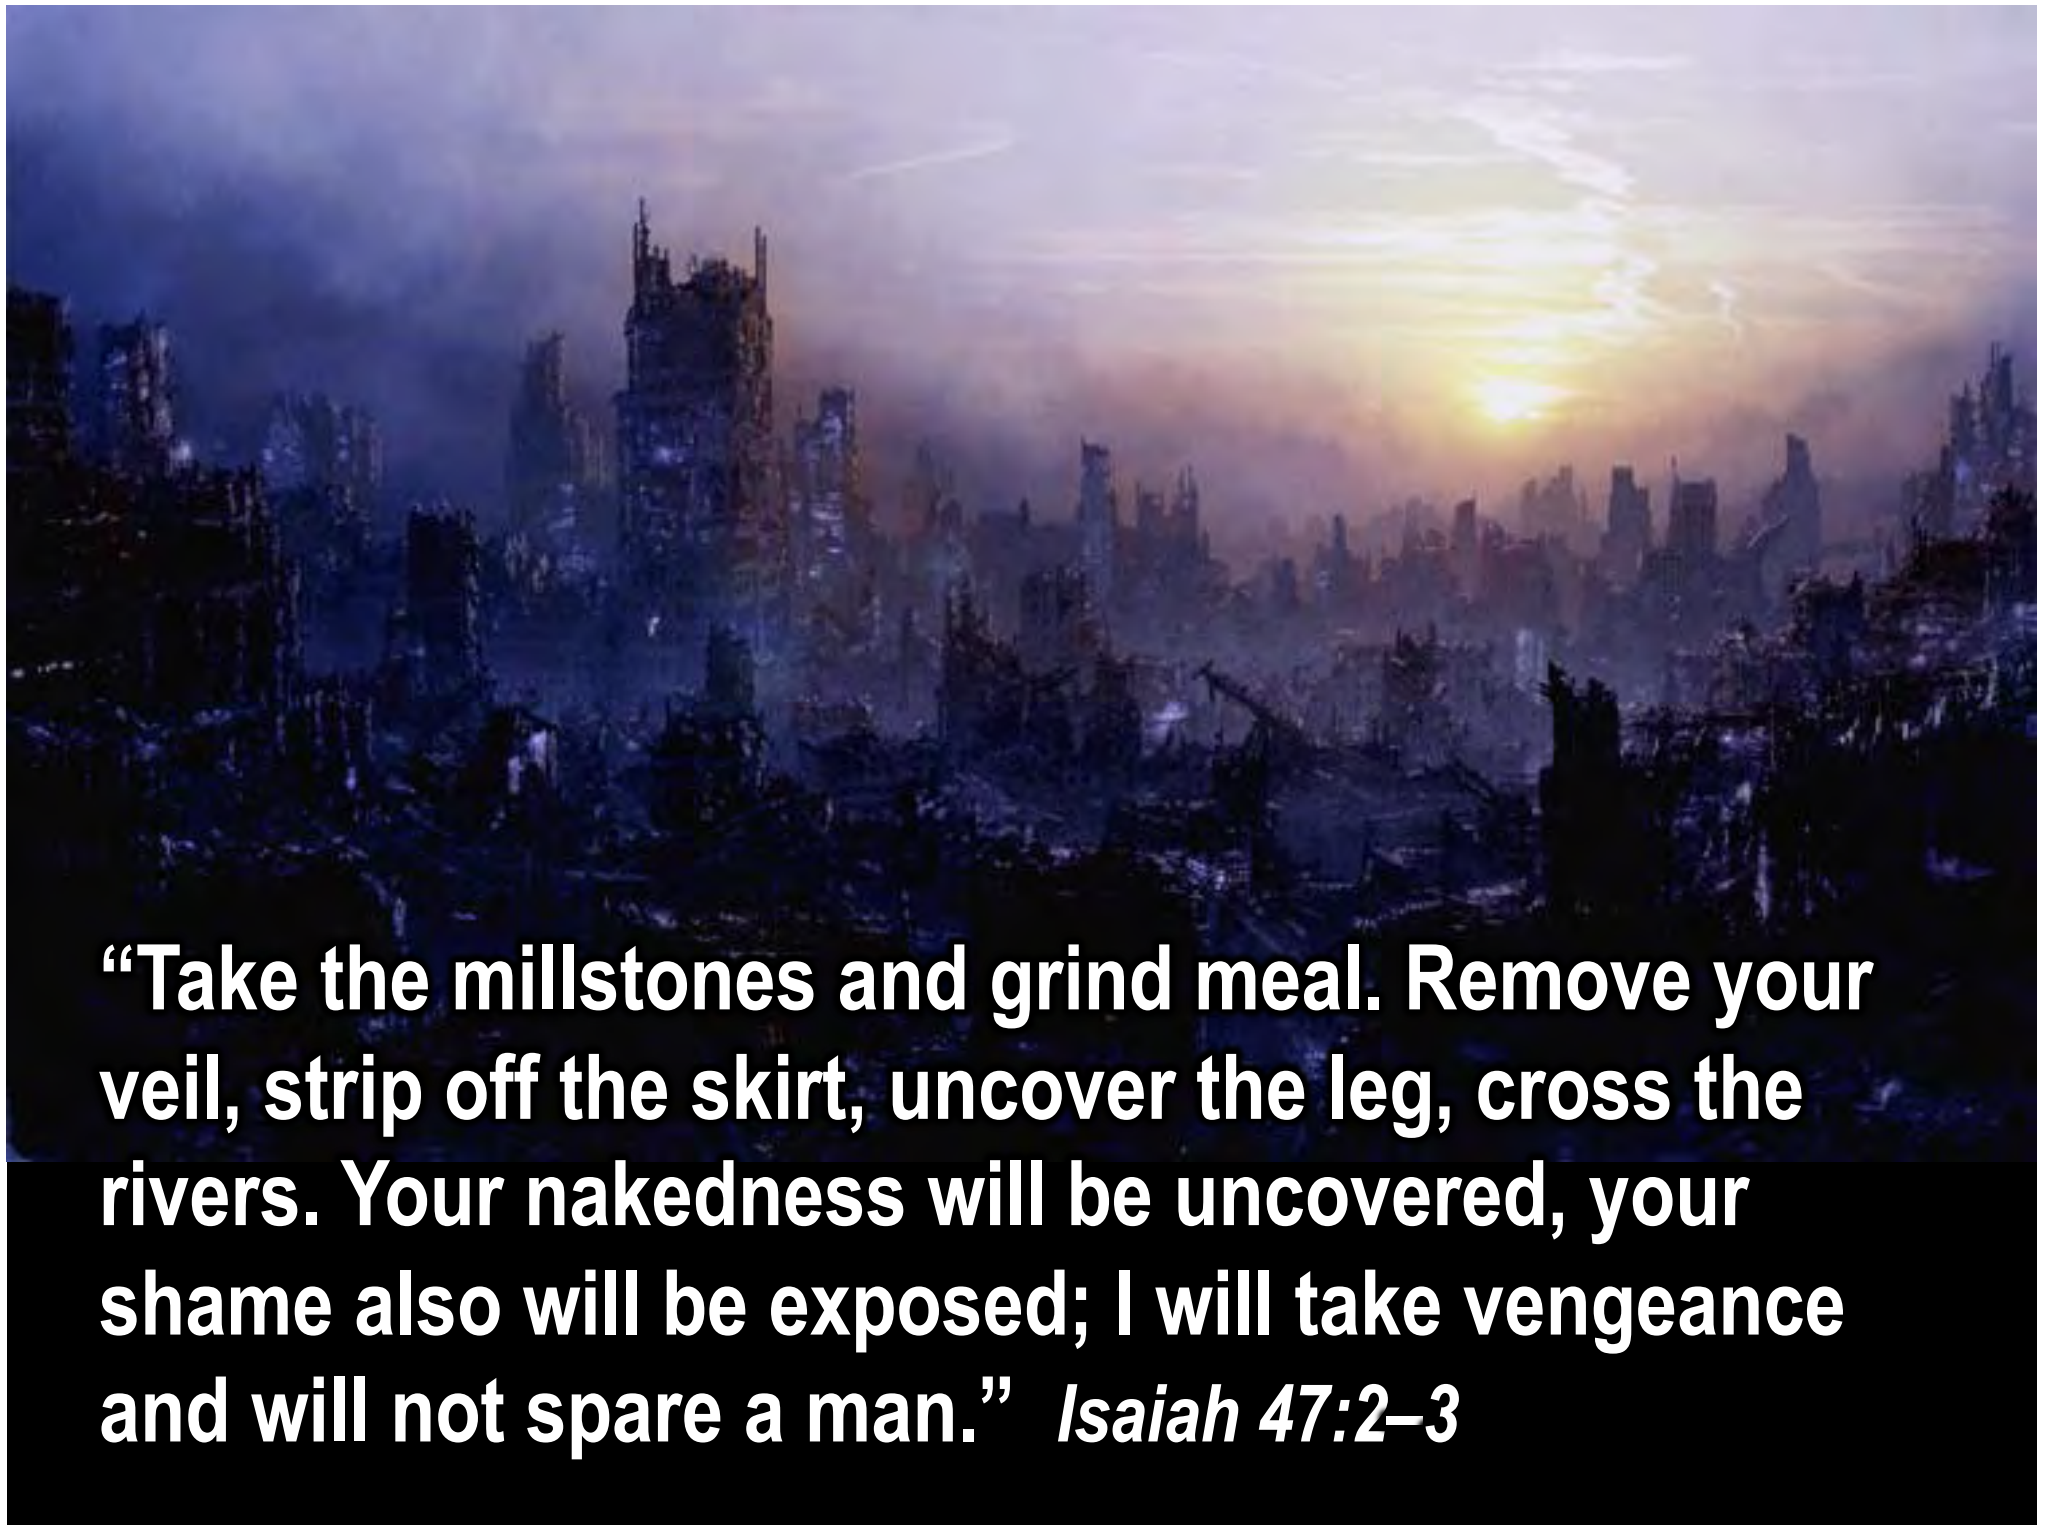 “Take the millstones and grind meal. Remove your
veil, strip off the skirt, uncover the leg, cross the
rivers. Your nakedness will be uncovered, your
shame also will be exposed; I will take vengeance
and will not spare a man.” Isaiah 47:2–3